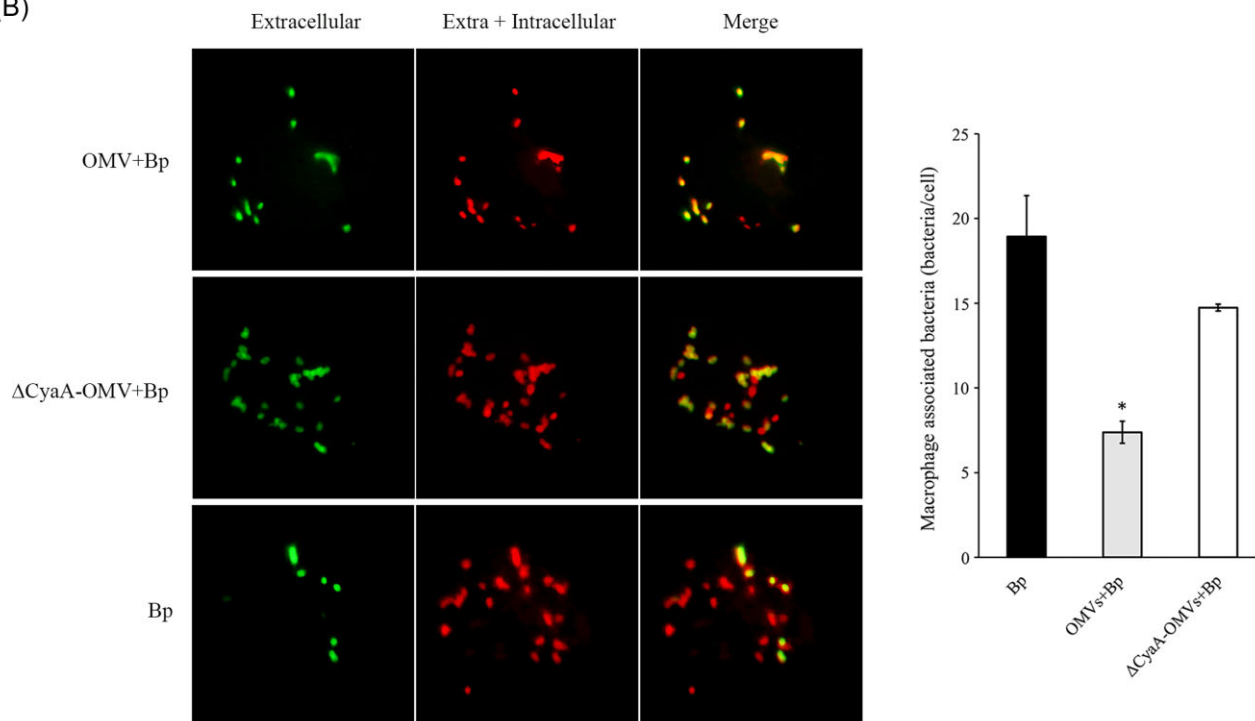 (B)
Extracellular
Extra + Intracellular
Merge
OMV+Bp
ΔCyaA-OMV+Bp
Bp
Macrophage associated bacteria (bacteria/cell)
25
20
15
10
5
0
*
Bp
OMVs+Bp
ΔCyaA-OMVs+Bp